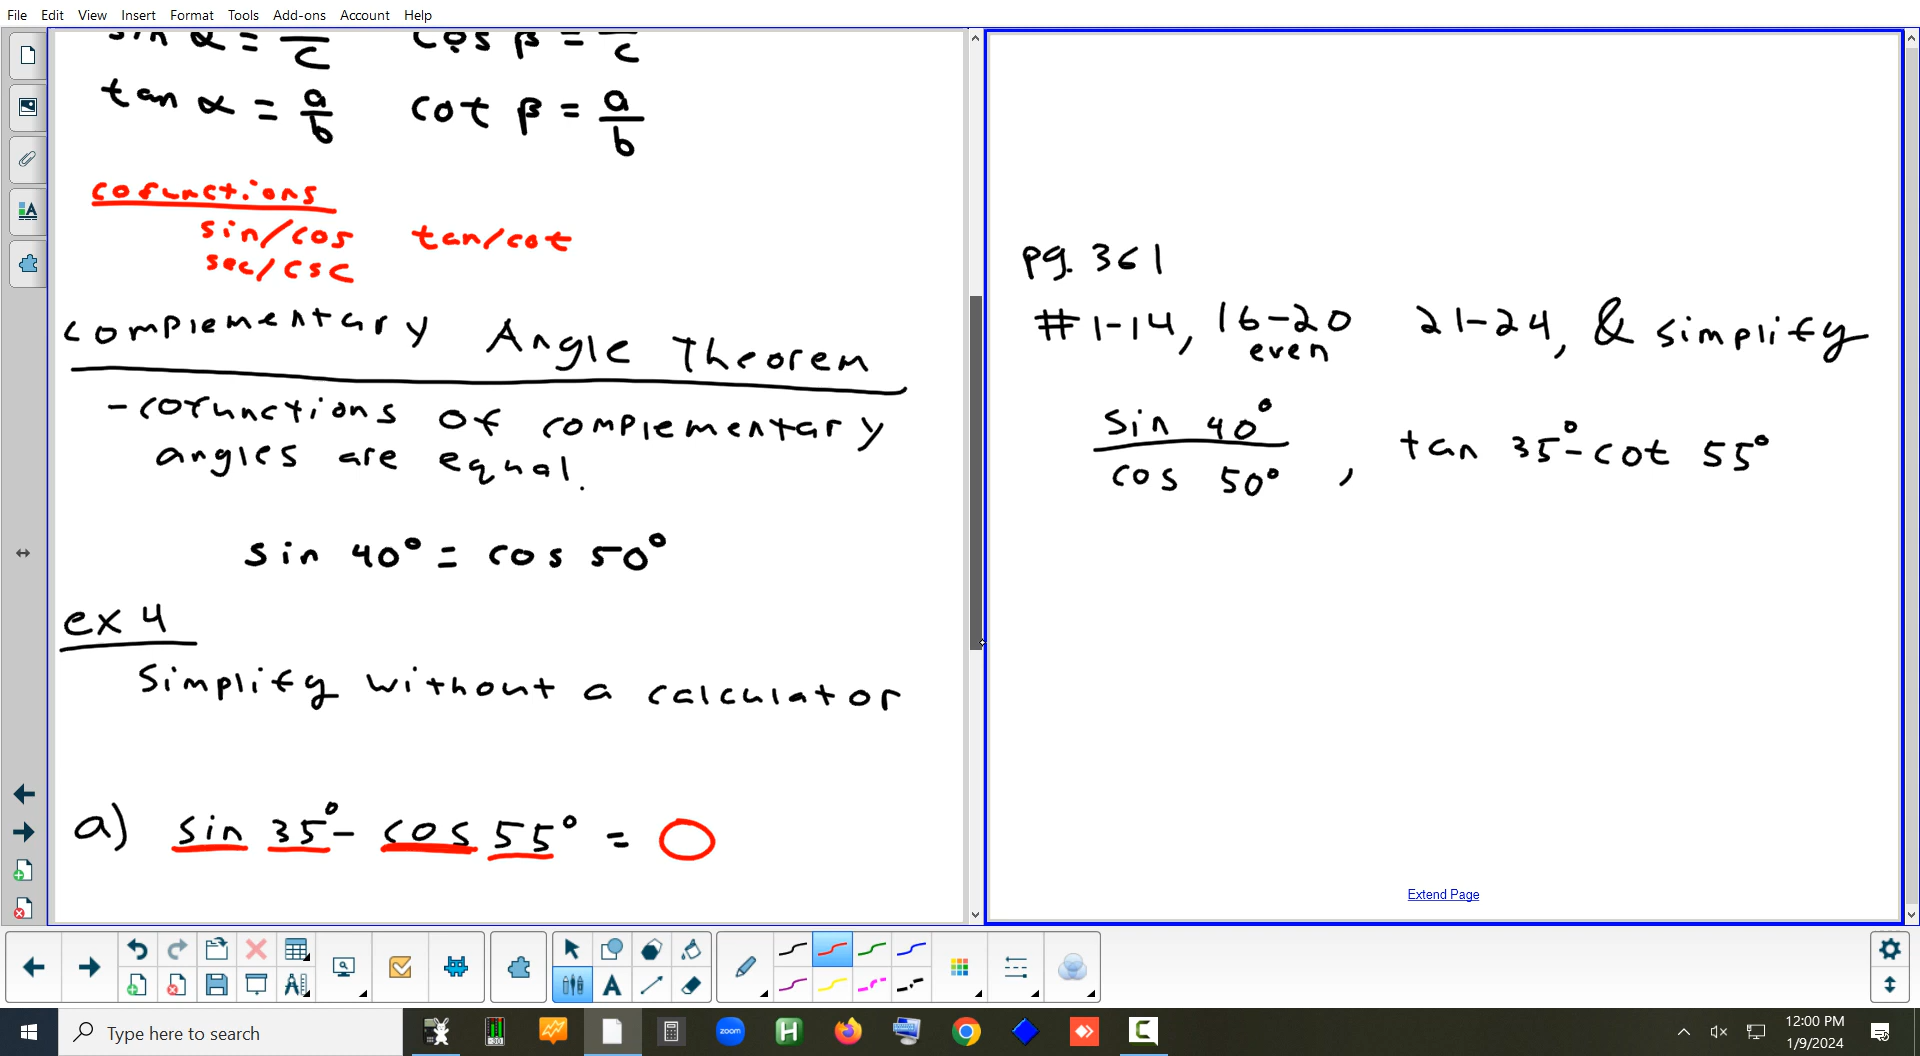 File Edit View Insert Format Tools Add-ons Account Help
sin α = / c cos β = / c
tan α = a/b cot β = a/b
cofunctions
sin/cos tan/cot
sec/csc
Complementary Angle Theorem
- cofunctions of complementary
angles are equal.
sin 40° = cos 50°
ex 4
Simplify without a calculator
a) sin 35° - cos 55° = 0
pg. 361
#1-14, 16-20 21-24, & simplify
even
sin 40° / cos 50° , tan 35° - cot 55°
Extend Page
Type here to search
zoom
H
12:00 PM
1/9/2024